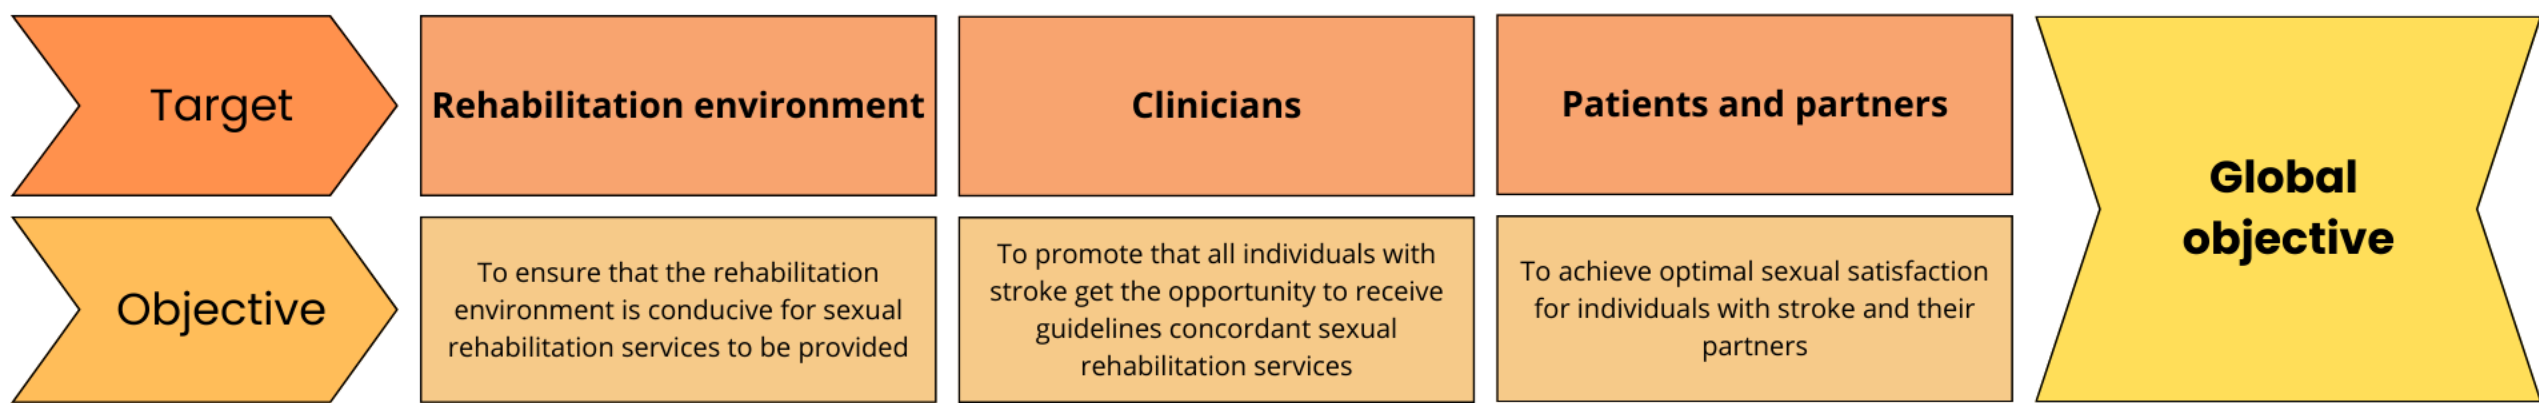 Target
Rehabilitation environment
Clinicians
Patients and partners
Global
objective
Objective
To ensure that the rehabilitation
environment is conducive for sexual
rehabilitation services to be provided
To promote that all individuals with
stroke get the opportunity to receive
guidelines concordant sexual
rehabilitation services
To achieve optimal sexual satisfaction
for individuals with stroke and their
partners